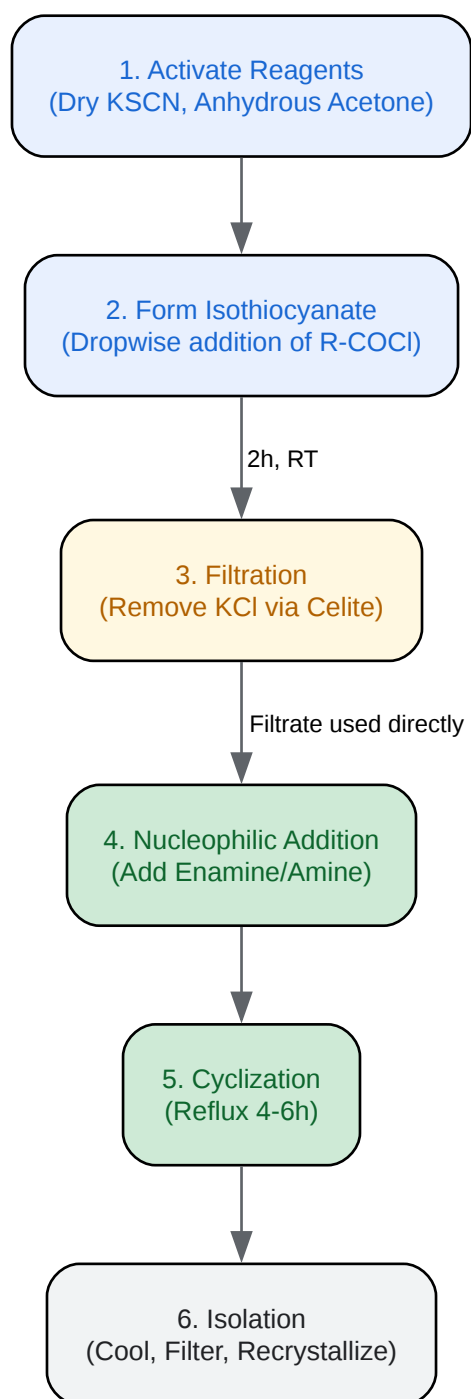 1. Activate Reagents
(Dry KSCN, Anhydrous Acetone)
2. Form Isothiocyanate
(Dropwise addition of R-COCl)
2h, RT
3. Filtration
(Remove KCl via Celite)
Filtrate used directly
4. Nucleophilic Addition
(Add Enamine/Amine)
5. Cyclization
(Reflux 4-6h)
6. Isolation
(Cool, Filter, Recrystallize)